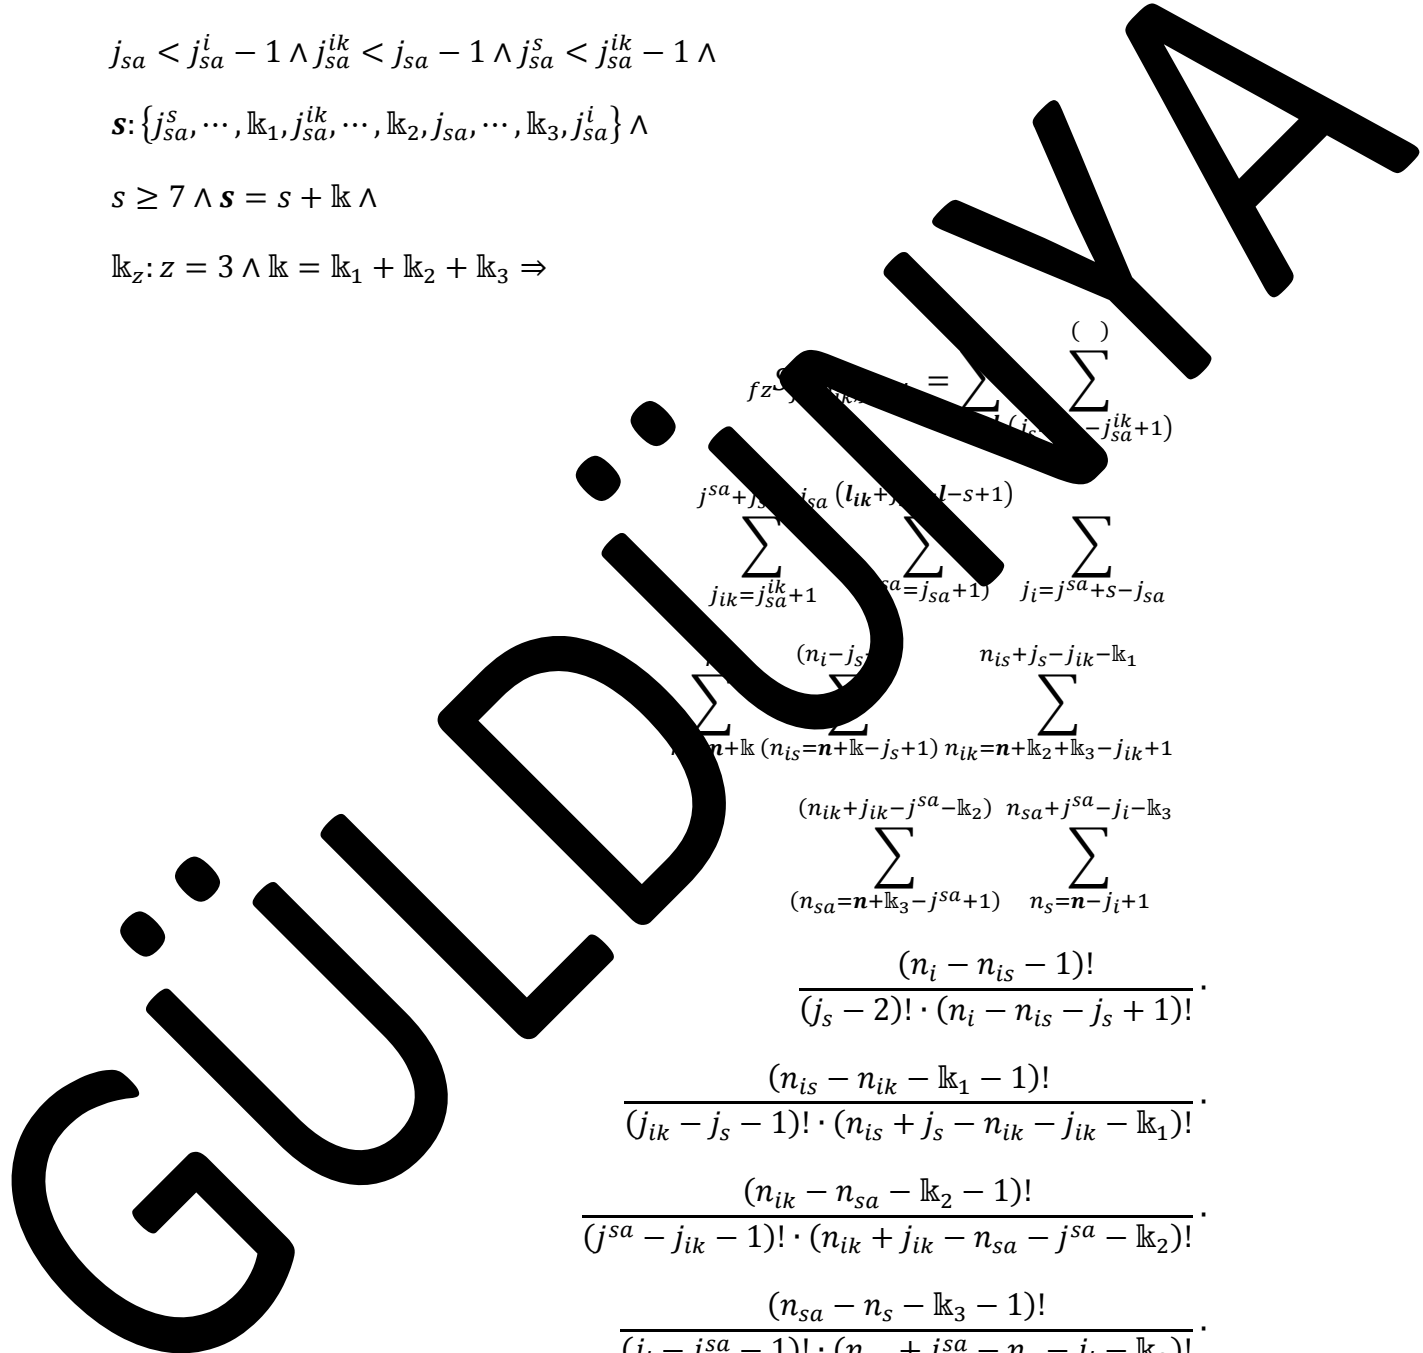 j_{sa} < j_{sa}^{i} − 1 ∧ j_{sa}^{ik} < j_{sa} − 1 ∧ j_{sa}^{s} < j_{sa}^{ik} − 1 ∧
s: {j_{sa}^{s}, ⋯, 𝕜_1, j_{sa}^{ik}, ⋯, 𝕜_2, j_{sa}, ⋯, 𝕜_3, j_{sa}^{i}} ∧
s ≥ 7 ∧ s = s + 𝕜 ∧
𝕜_z: z = 3 ∧ 𝕜 = 𝕜_1 + 𝕜_2 + 𝕜_3 ⇒
GÜLDÜNYA
( )
= ∑ ∑
−j_{sa}^{ik}+1)
∑ ∑ ∑
j_{ik}=j_{sa}^{ik}+1 =j_{sa}+1) j_i=j^{sa}+s−j_{sa}
(n_i−j_s n_{is}+j_s−j_{ik}−𝕜_1
∑ ∑ ∑
n+𝕜 (n_{is}=n+𝕜−j_s+1) n_{ik}=n+𝕜_2+𝕜_3−j_{ik}+1
(n_{ik}+j_{ik}−j^{sa}−𝕜_2) n_{sa}+j^{sa}−j_i−𝕜_3
∑ ∑
(n_{sa}=n+𝕜_3−j^{sa}+1) n_s=n−j_i+1
(n_i − n_{is} − 1)!
(j_s − 2)! · (n_i − n_{is} − j_s + 1)! ·
(n_{is} − n_{ik} − 𝕜_1 − 1)!
(j_{ik} − j_s − 1)! · (n_{is} + j_s − n_{ik} − j_{ik} − 𝕜_1)! ·
(n_{ik} − n_{sa} − 𝕜_2 − 1)!
(j^{sa} − j_{ik} − 1)! · (n_{ik} + j_{ik} − n_{sa} − j^{sa} − 𝕜_2)! ·
(n_{sa} − n_s − 𝕜_3 − 1)! ·